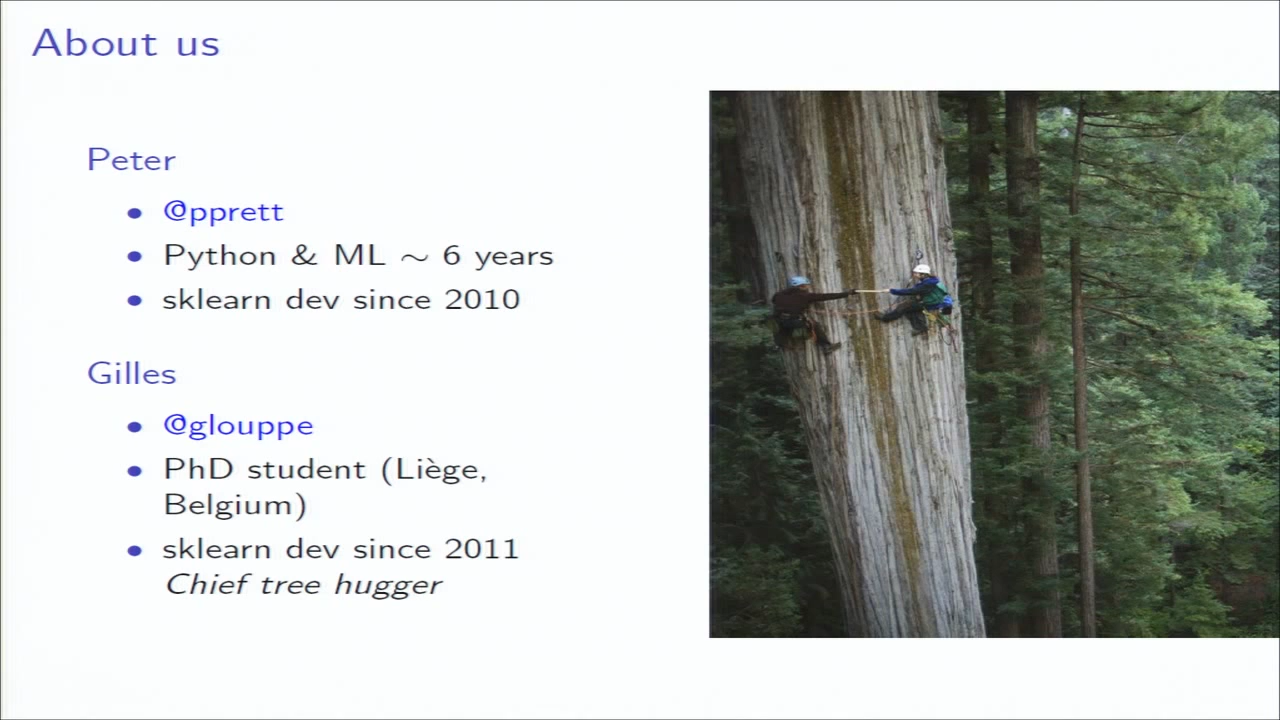 About us
Peter
@pprett
Python & ML ∼ 6 years
sklearn dev since 2010
Gilles
@glouppe
PhD student (Liège,
Belgium)
sklearn dev since 2011
Chief tree hugger